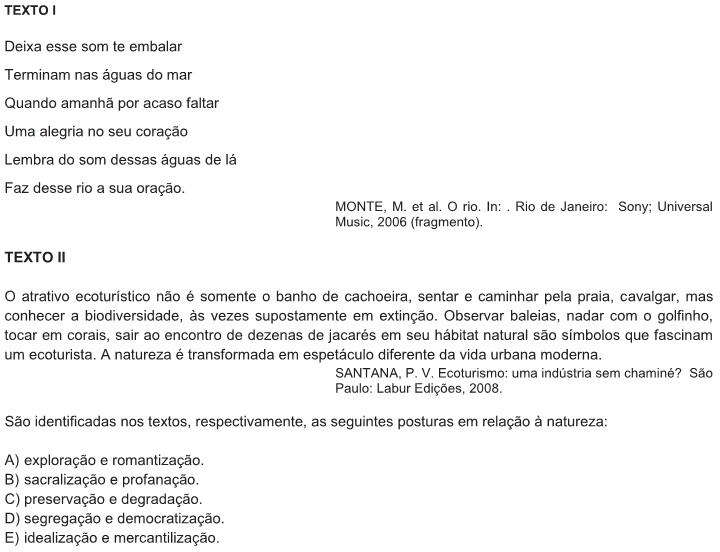 TEXTO I
Deixa esse som te embalar
Terminam nas águas do mar
Quando amanhã por acaso faltar
Uma alegria no seu coração
Lembra do som dessas águas de lá
Faz desse rio a sua oração.
MONTE, M. et al. O rio. In: . Rio de Janeiro: Sony; Universal
Music, 2006 (fragmento).
TEXTO II
O atrativo ecoturístico não é somente o banho de cachoeira, sentar e caminhar pela praia, cavalgar, mas
conhecer a biodiversidade, às vezes supostamente em extinção. Observar baleias, nadar com o golfinho,
tocar em corais, sair ao encontro de dezenas de jacarés em seu hábitat natural são símbolos que fascinam
um ecoturista. A natureza é transformada em espetáculo diferente da vida urbana moderna.
SANTANA, P. V. Ecoturismo: uma indústria sem chaminé? São
Paulo: Labur Edições, 2008.
São identificadas nos textos, respectivamente, as seguintes posturas em relação à natureza:
A) exploração e romantização.
B) sacralização e profanação.
C) preservação e degradação.
D) segregação e democratização.
E) idealização e mercantilização.